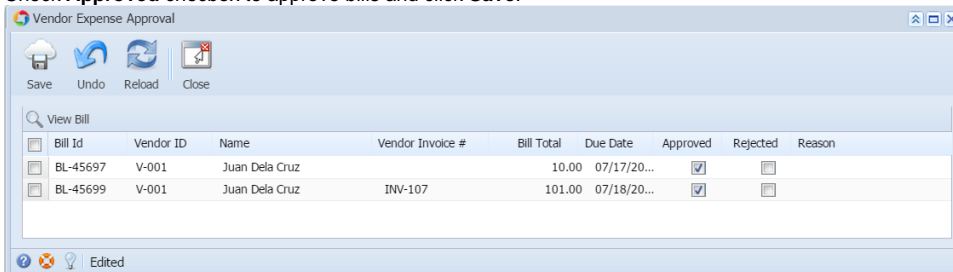 Check Approved checbox to approve bills and click Save.
Vendor Expense Approval
Save Undo Reload Close
View Bill
Bill Id Vendor ID Name Vendor Invoice # Bill Total Due Date Approved Rejected Reason
BL-45697 V-001 Juan Dela Cruz 10.00 07/17/20...
BL-45699 V-001 Juan Dela Cruz INV-107 101.00 07/18/20...
Edited